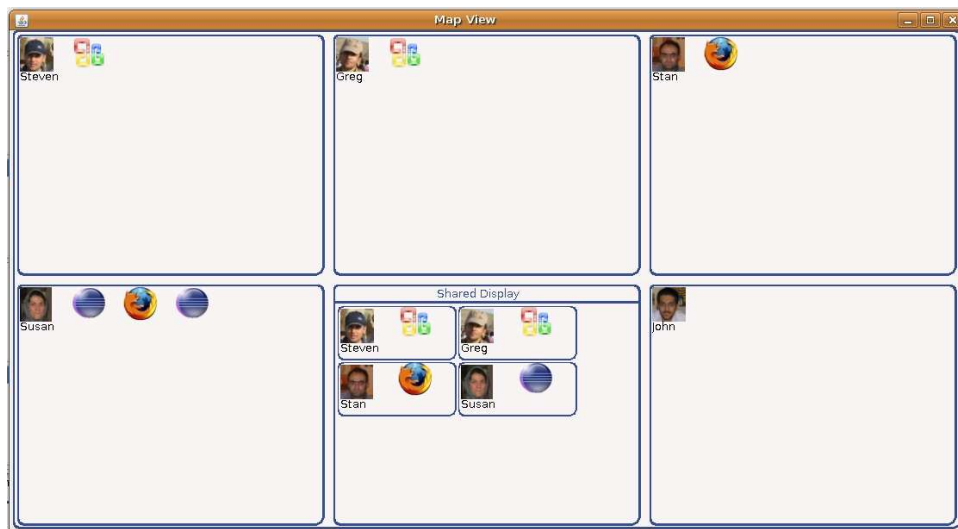 Map View
Steven
Greg
Stan
Susan
Shared Display
Steven
Greg
Stan
Susan
John